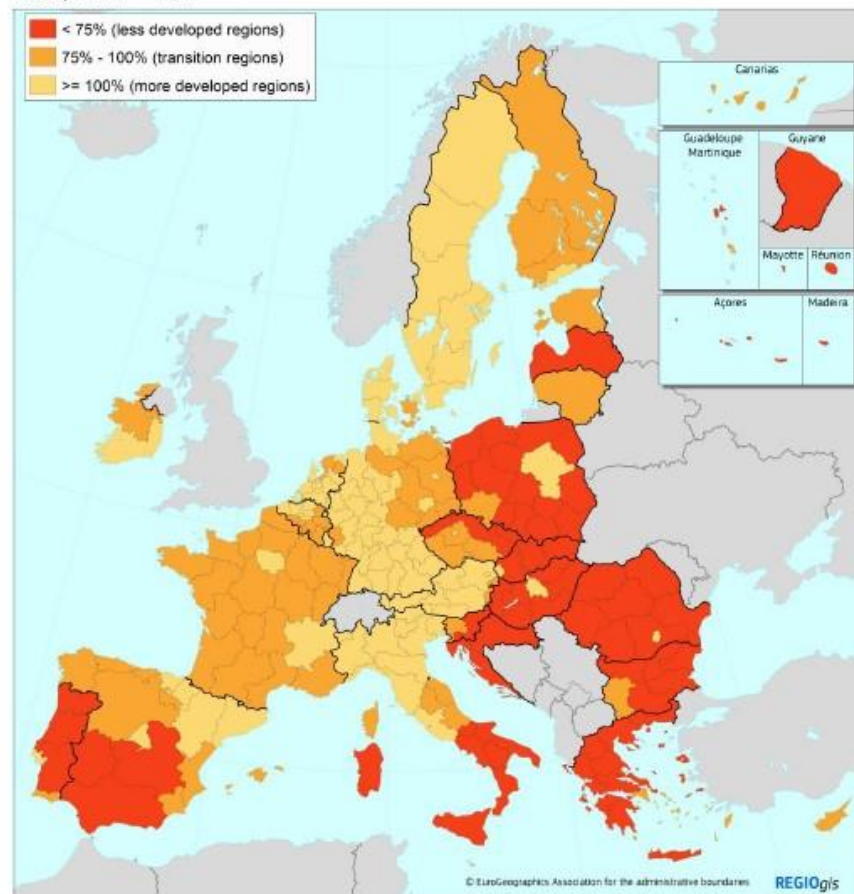 < 75% (less developed regions)
75% - 100% (transition regions)
>= 100% (more developed regions)
Canarias
Guadeloupe
Martinique
Guyane
Mayotte
Réunion
Açores
Madeira
© EuroGeographics Association for the administrative boundaries
REGIOgis